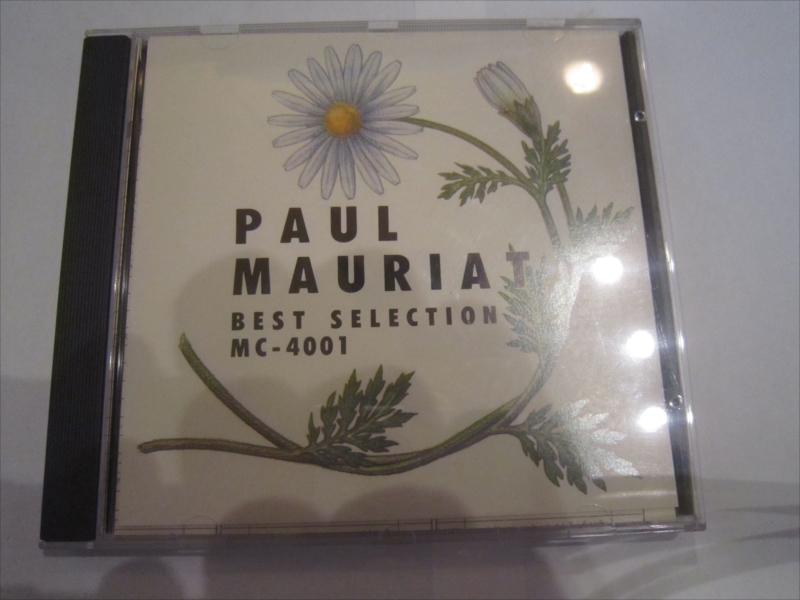 PAUL
MAURIAT
BEST SELECTION
MC-4001